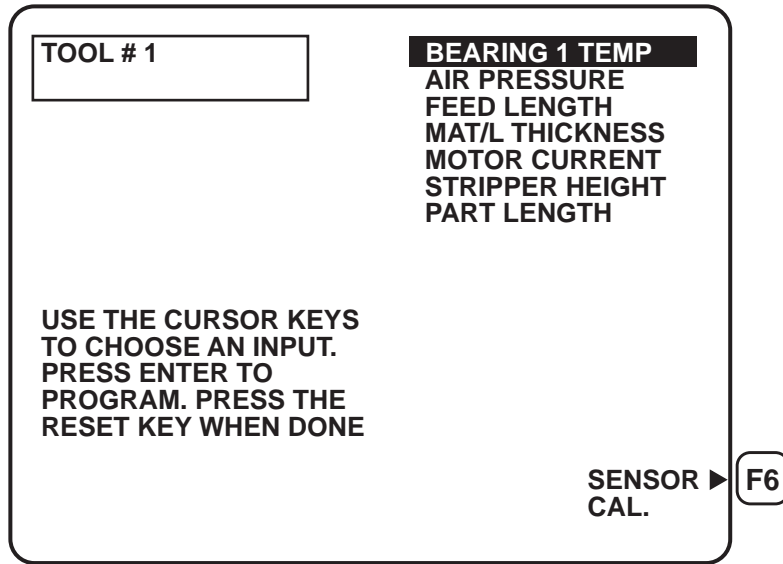 TOOL # 1
BEARING 1 TEMP
AIR PRESSURE
FEED LENGTH
MAT/L THICKNESS
MOTOR CURRENT
STRIPPER HEIGHT
PART LENGTH
USE THE CURSOR KEYS
TO CHOOSE AN INPUT.
PRESS ENTER TO
PROGRAM. PRESS THE
RESET KEY WHEN DONE
SENSOR ▶ F6
CAL.